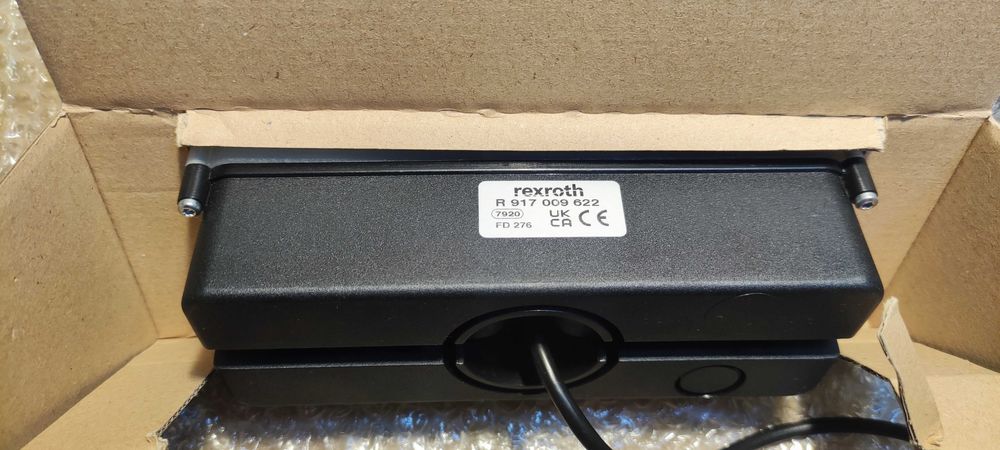 rexroth
R 917 009 622
7920 UK CA CE
FD 276